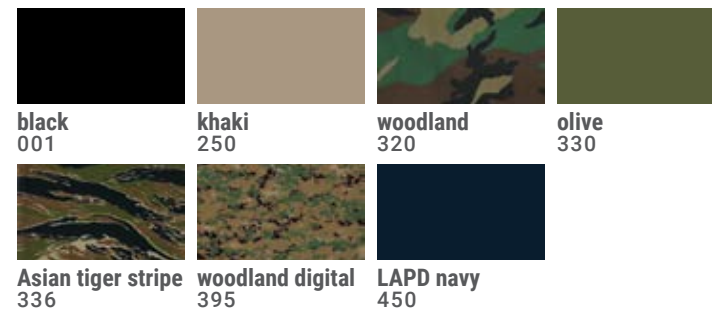 black
001
khaki
250
woodland
320
olive
330
Asian tiger stripe
336
woodland digital
395
LAPD navy
450